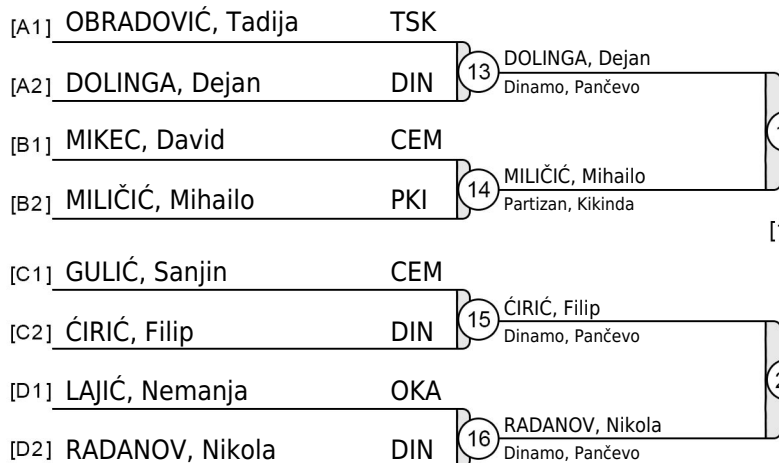 [A1] OBRADOVIĆ, Tadija TSK
13 DOLINGA, Dejan
[A2] DOLINGA, Dejan DIN
Dinamo, Pančevo
[B1] MIKEC, David CEM
14 MILIČIĆ, Mihailo
[B2] MILIČIĆ, Mihailo PKI
Partizan, Kikinda
[C1] GULIĆ, Sanjin CEM
15 ĆIRIĆ, Filip
[C2] ĆIRIĆ, Filip DIN
Dinamo, Pančevo
[D1] LAJIĆ, Nemanja OKA
16 RADANOV, Nikola
[D2] RADANOV, Nikola DIN
Dinamo, Pančevo